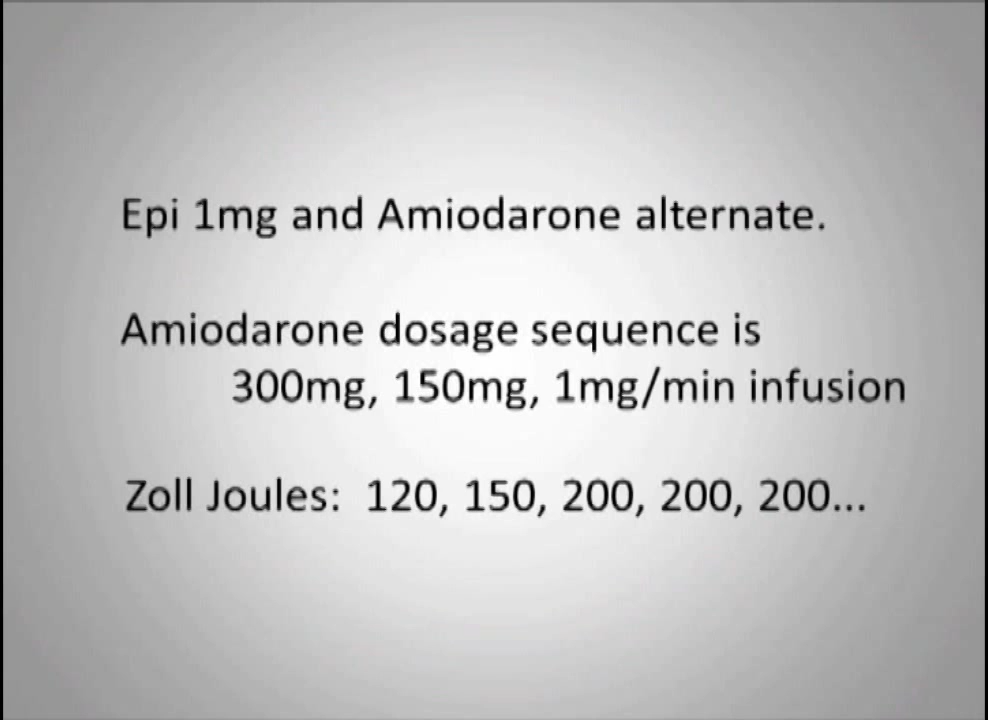 Epi 1mg and Amiodarone alternate.
Amiodarone dosage sequence is
300mg, 150mg, 1mg/min infusion
Zoll Joules: 120, 150, 200, 200, 200...